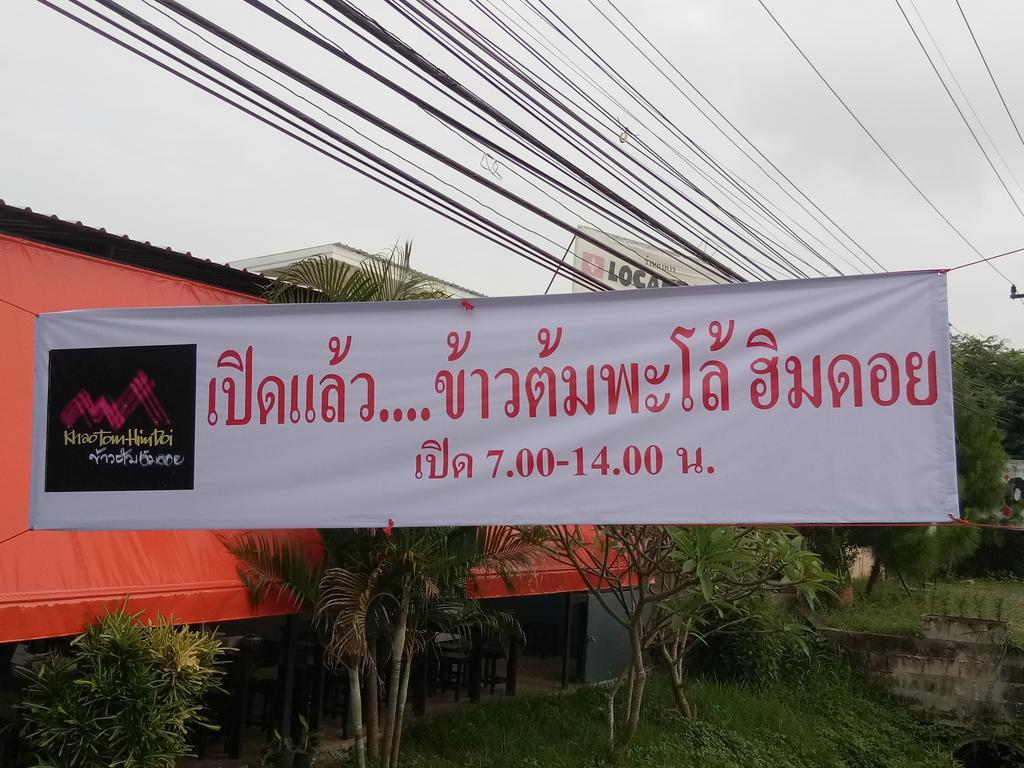 LOCA
เปิดแล้ว....ข้าวต้มพะโล้ ฮิมดอย
เปิด 7.00-14.00 น.
KhaoTom HimDoi
ข้าวต้มฮิมดอย